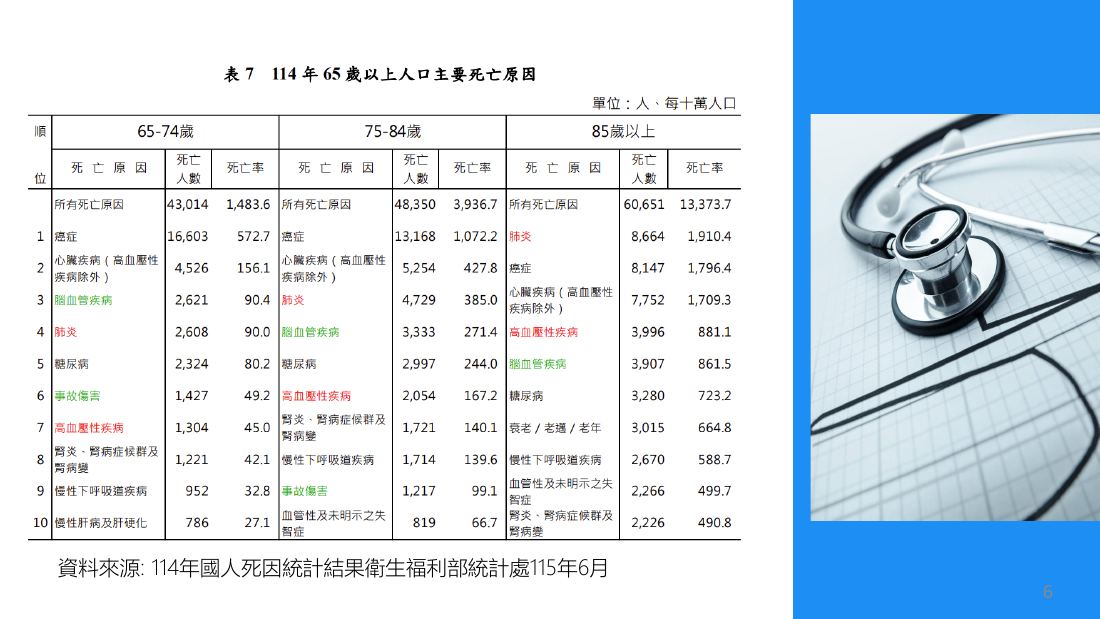 表 7 114 年 65 歲以上人口主要死亡原因
單位：人、每十萬人口
順位 65-74歲 75-84歲 85歲以上
死 亡 原 因 死亡人數 死亡率 死 亡 原 因 死亡人數 死亡率 死 亡 原 因 死亡人數 死亡率
所有死亡原因 43,014 1,483.6 所有死亡原因 48,350 3,936.7 所有死亡原因 60,651 13,373.7
1 癌症 16,603 572.7 癌症 13,168 1,072.2 肺炎 8,664 1,910.4
2 心臟疾病（高血壓性疾病除外） 4,526 156.1 心臟疾病（高血壓性疾病除外） 5,254 427.8 癌症 8,147 1,796.4
3 腦血管疾病 2,621 90.4 肺炎 4,729 385.0 心臟疾病（高血壓性疾病除外） 7,752 1,709.3
4 肺炎 2,608 90.0 腦血管疾病 3,333 271.4 高血壓性疾病 3,996 881.1
5 糖尿病 2,324 80.2 糖尿病 2,997 244.0 腦血管疾病 3,907 861.5
6 事故傷害 1,427 49.2 高血壓性疾病 2,054 167.2 糖尿病 3,280 723.2
7 高血壓性疾病 1,304 45.0 腎炎、腎病症候群及腎病變 1,721 140.1 衰老 / 老邁 / 老年 3,015 664.8
8 腎炎、腎病症候群及腎病變 1,221 42.1 慢性下呼吸道疾病 1,714 139.6 慢性下呼吸道疾病 2,670 588.7
9 慢性下呼吸道疾病 952 32.8 事故傷害 1,217 99.1 血管性及未明示之失智症 2,266 499.7
10 慢性肝病及肝硬化 786 27.1 血管性及未明示之失智症 819 66.7 腎炎、腎病症候群及腎病變 2,226 490.8
資料來源: 114年國人死因統計結果衛生福利部統計處115年6月
6